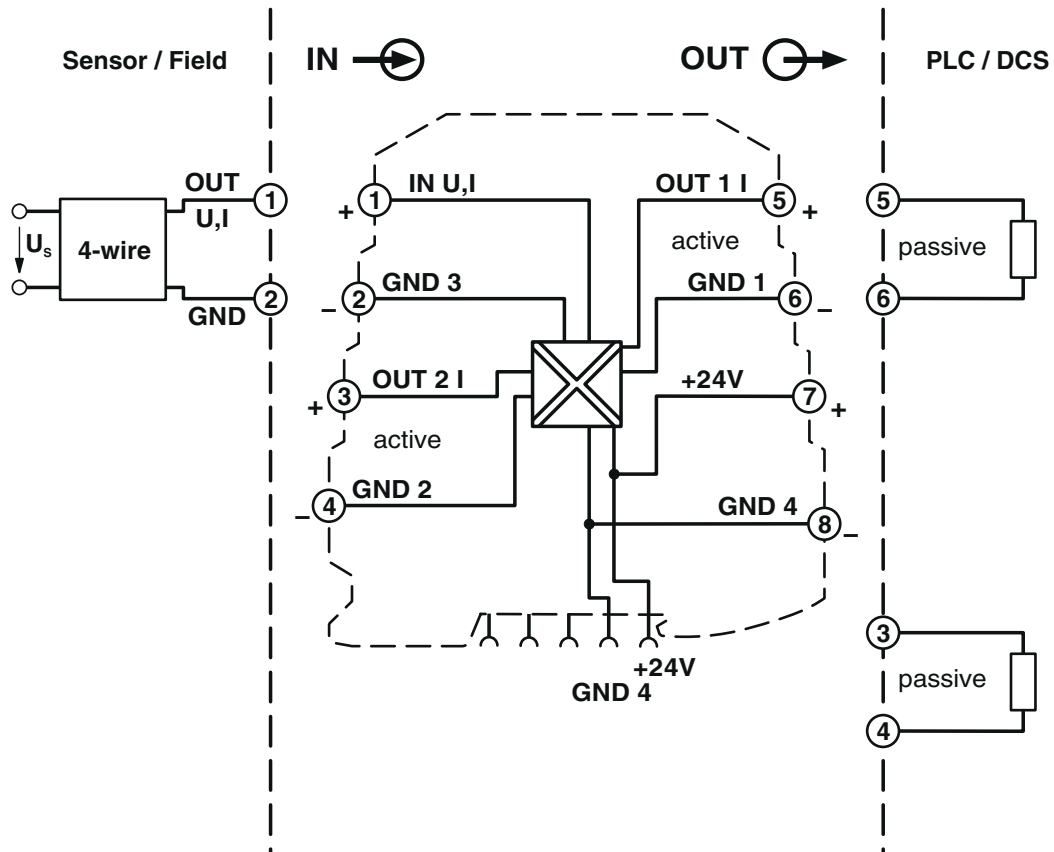 Sensor / Field
IN
OUT
PLC / DCS
OUT
U,I
1
4-wire
Us
GND
2
1
+
IN U,I
OUT 1 I
5
+
active
GND 3
2
–
GND 1
6
–
OUT 2 I
3
+
active
+24V
7
+
GND 2
4
–
GND 4
8
–
+24V
GND 4
5
passive
6
3
passive
4